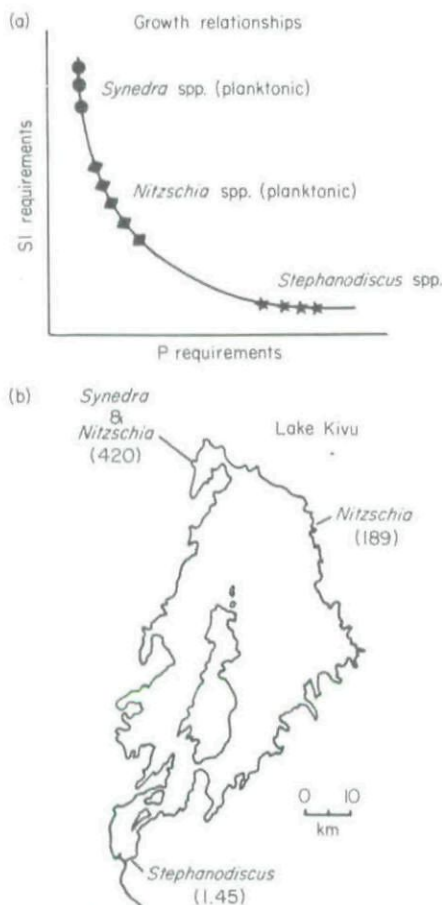 (a) Growth relationships
Synedra spp. (planktonic)
Nitzschia spp. (planktonic)
Stephanodiscus spp.
SI requirements
P requirements
(b) Synedra
&
Nitzschia
(420)
Lake Kivu
Nitzschia
(189)
0 10
km
Stephanodiscus
(1.45)